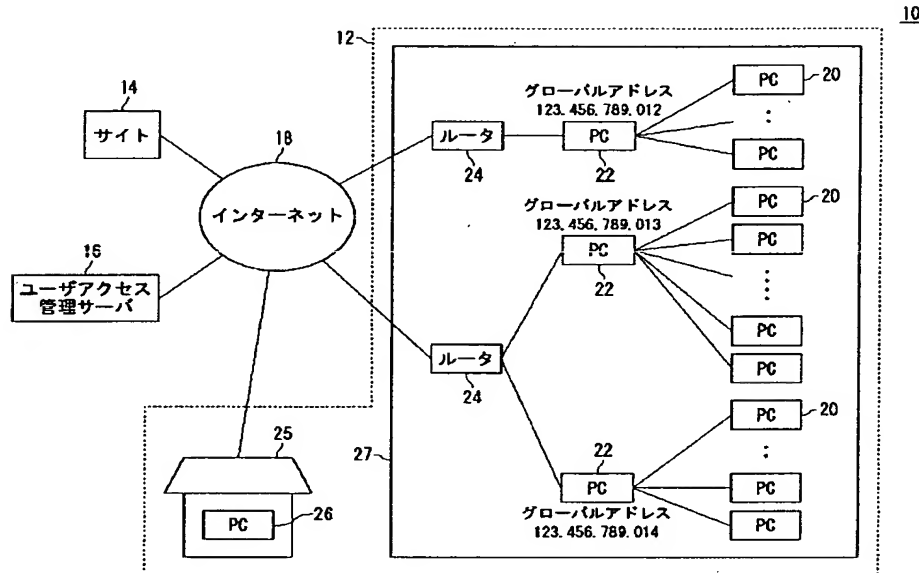 10
12
14
サイト
18
インターネット
16
ユーザアクセス
管理サーバ
ルータ
24
グローバルアドレス
123. 456. 789. 012
PC
22
PC
20
:
PC
グローバルアドレス
123. 456. 789. 013
PC
22
PC
20
PC
PC
PC
ルータ
24
22
PC
グローバルアドレス
123. 456. 789. 014
PC
20
:
PC
PC
27
25
PC
26